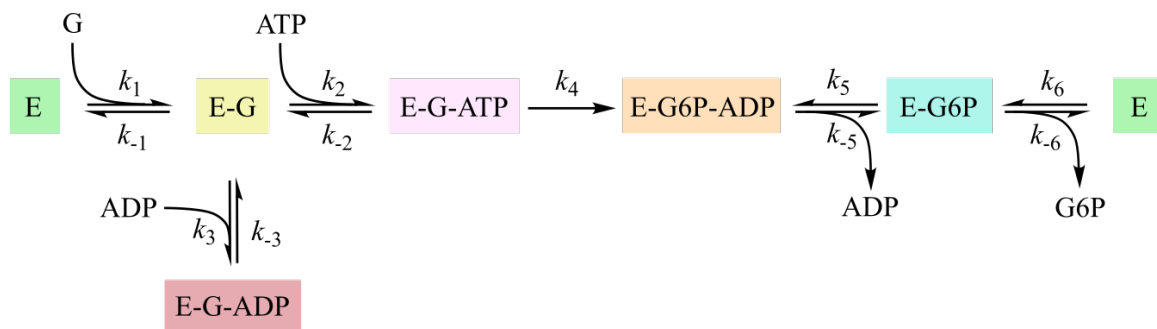 G ATP
k1 k2 k4 k5 k6
E E-G E-G-ATP E-G6P-ADP E-G6P E
k-1 k-2 k-5 k-6
ADP k3 k-3 ADP G6P
E-G-ADP